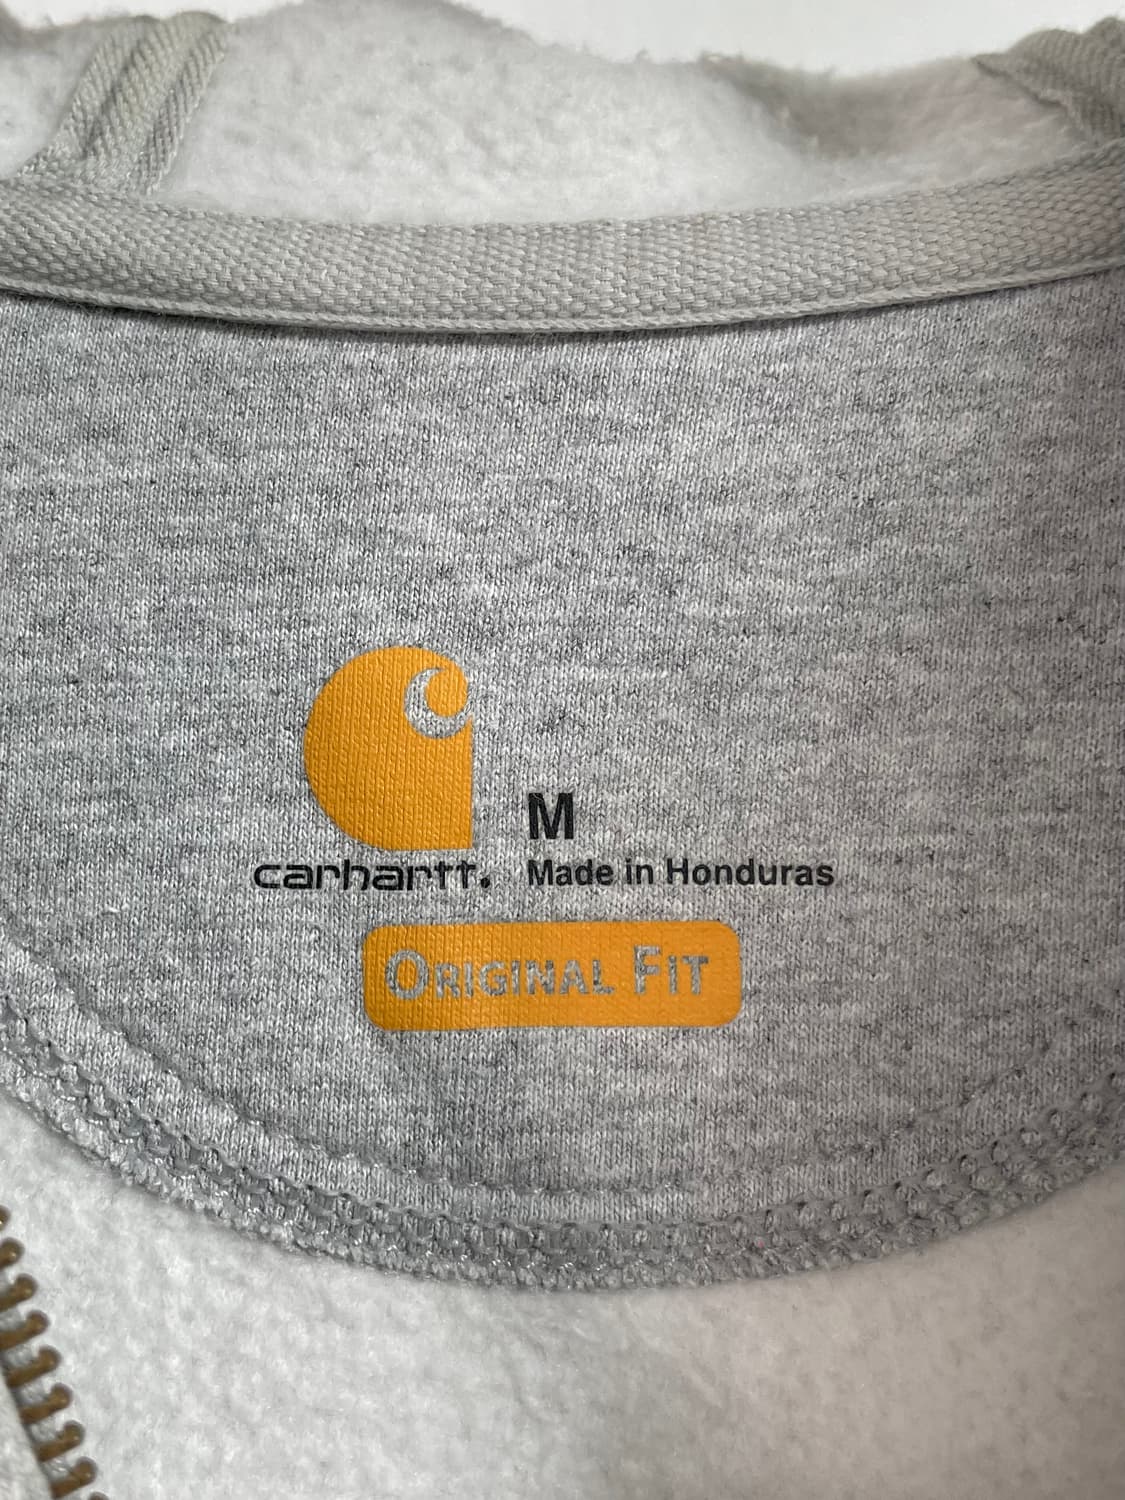 M
carhartt. Made in Honduras
ORIGINAL FIT